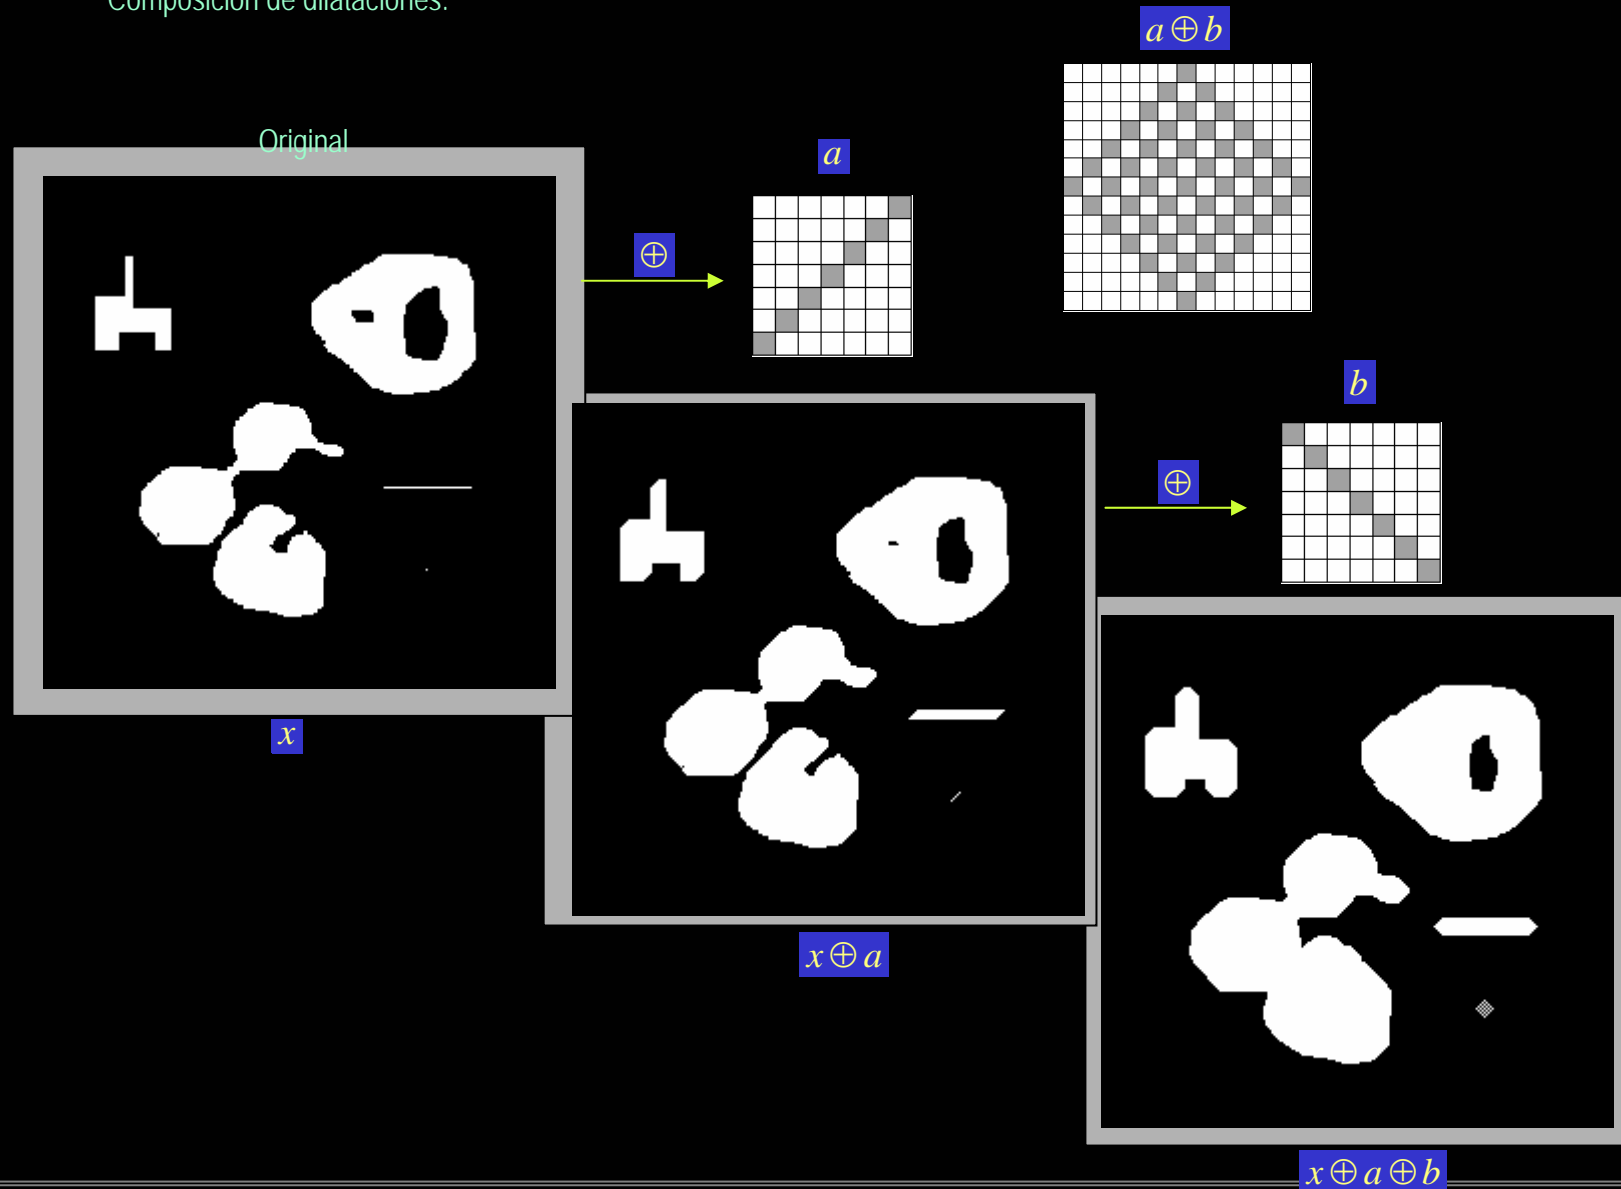 Composición de dilataciones.
a ⊕ b
Original
a
⊕
b
⊕
x
x ⊕ a
x ⊕ a ⊕ b